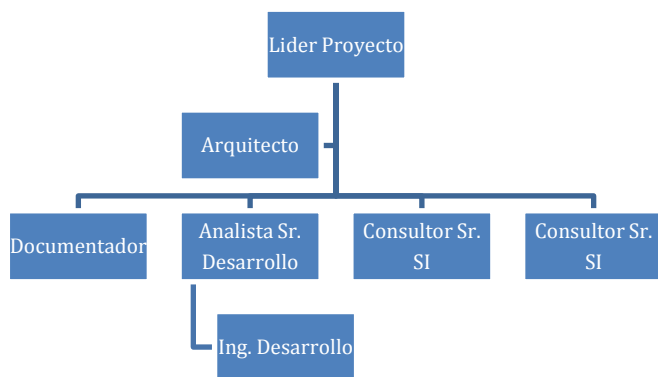 Lider Proyecto
Arquitecto
Documentador
Analista Sr.
Desarrollo
Consultor Sr.
SI
Consultor Sr.
SI
Ing. Desarrollo